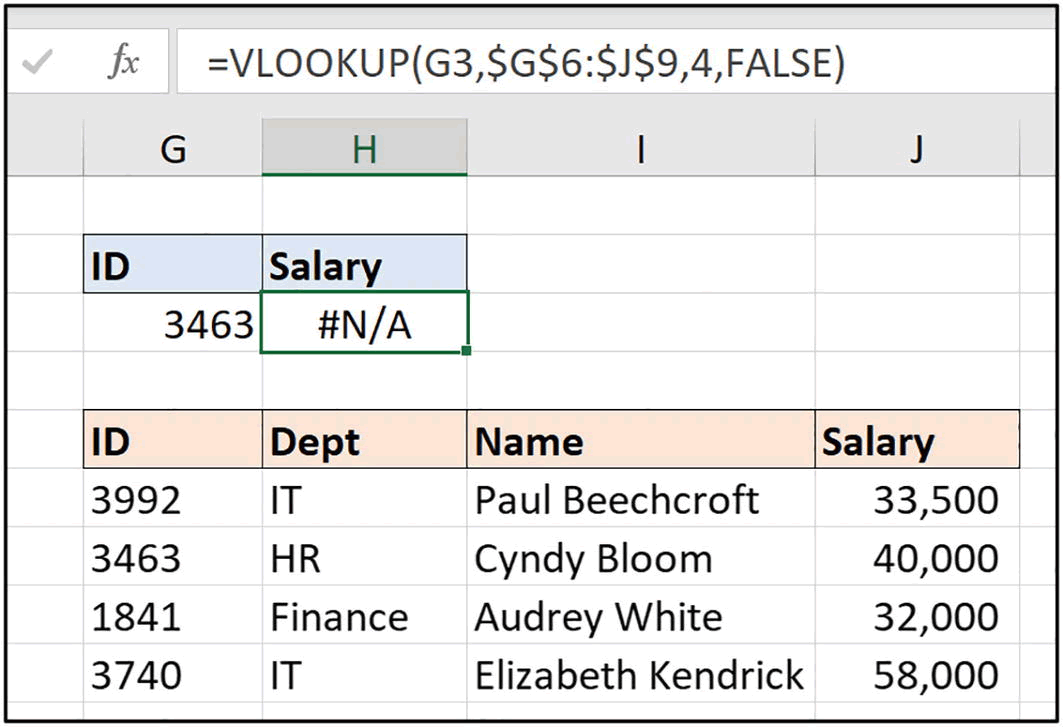 fx =VLOOKUP(G3,$G$6:$J$9,4,FALSE)
G H I J
ID Salary
3463 #N/A
ID Dept Name Salary
3992 IT Paul Beechcroft 33,500
3463 HR Cyndy Bloom 40,000
1841 Finance Audrey White 32,000
3740 IT Elizabeth Kendrick 58,000